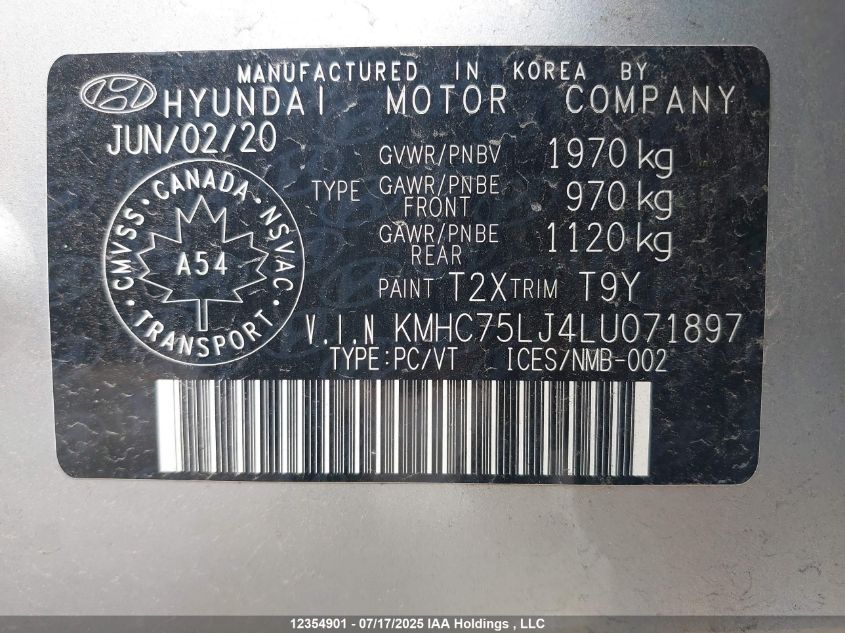 MANUFACTURED IN KOREA BY
HYUNDAI MOTOR COMPANY
JUN/02/20
GVWR/PNBV 1970 kg
TYPE GAWR/PNBE FRONT 970 kg
GAWR/PNBE REAR 1120 kg
CMVSS · CANADA · NSVAC · TRANSPORT ·
A54
PAINT T2X TRIM T9Y
V.I.N KMHC75LJ4LU071897
TYPE:PC/VT ICES/NMB-002
12354901 - 07/17/2025 IAA Holdings , LLC